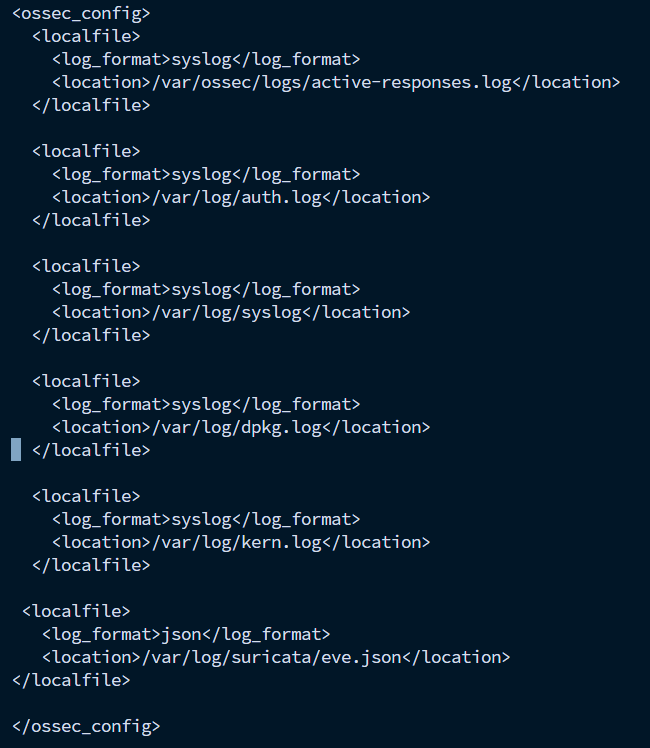 <ossec_config>
  <localfile>
    <log_format>syslog</log_format>
    <location>/var/ossec/logs/active-responses.log</location>
  </localfile>

  <localfile>
    <log_format>syslog</log_format>
    <location>/var/log/auth.log</location>
  </localfile>

  <localfile>
    <log_format>syslog</log_format>
    <location>/var/log/syslog</location>
  </localfile>

  <localfile>
    <log_format>syslog</log_format>
    <location>/var/log/dpkg.log</location>
  </localfile>

  <localfile>
    <log_format>syslog</log_format>
    <location>/var/log/kern.log</location>
  </localfile>

 <localfile>
   <log_format>json</log_format>
   <location>/var/log/suricata/eve.json</location>
</localfile>

</ossec_config>